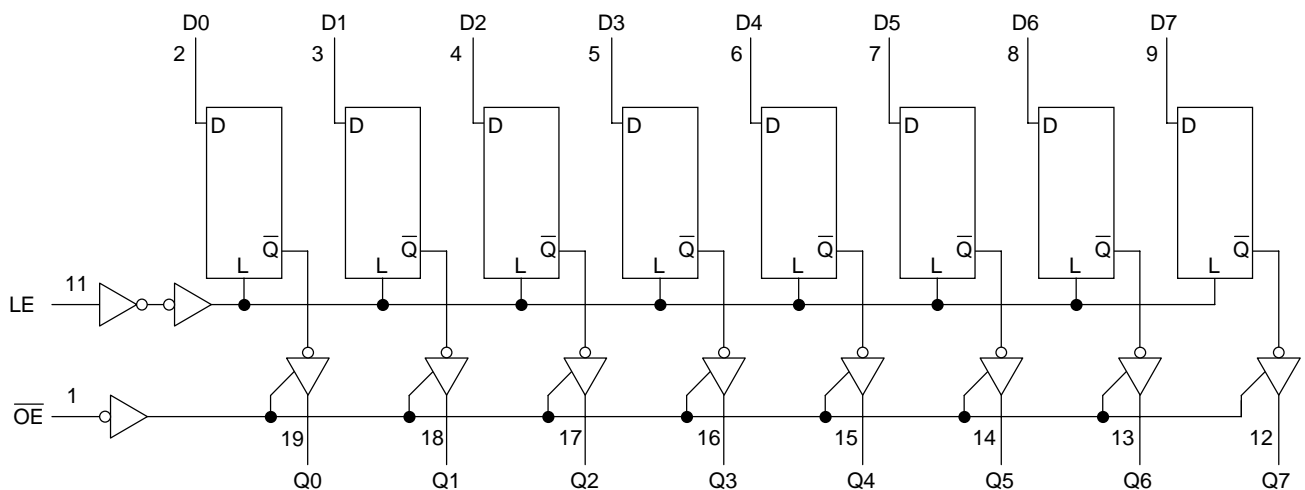 D0 D1 D2 D3 D4 D5 D6 D7
2 3 4 5 6 7 8 9
D D D D D D D D
Q̅ Q̅ Q̅ Q̅ Q̅ Q̅ Q̅ Q̅
L L L L L L L L
11
LE
1
O̅E̅
19 18 17 16 15 14 13 12
Q0 Q1 Q2 Q3 Q4 Q5 Q6 Q7